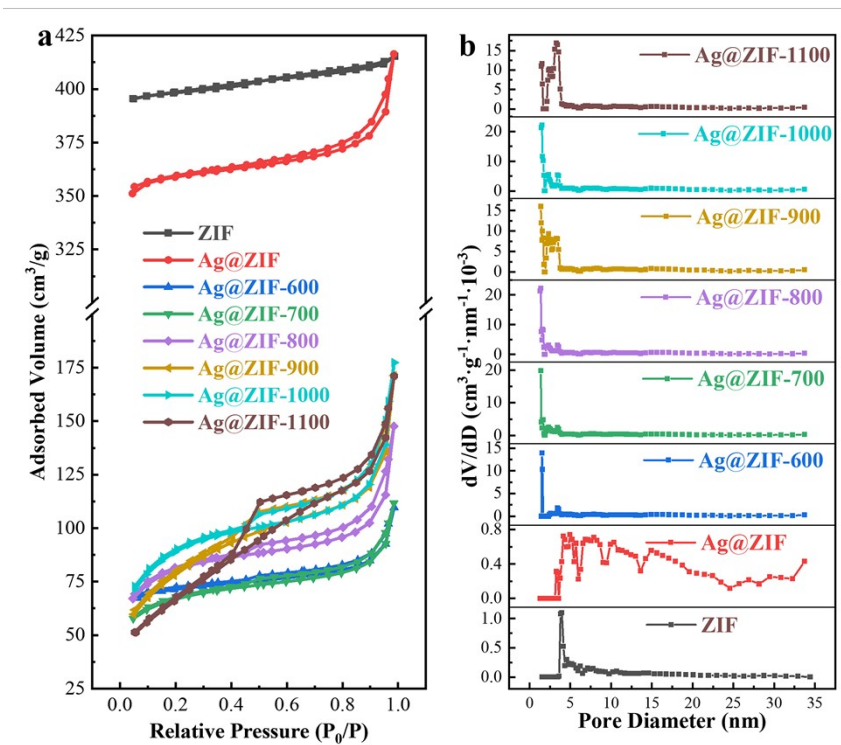 a
425
400
375
350
325
175
150
125
100
75
50
25
Adsorbed Volume (cm³/g)
ZIF
Ag@ZIF
Ag@ZIF-600
Ag@ZIF-700
Ag@ZIF-800
Ag@ZIF-900
Ag@ZIF-1000
Ag@ZIF-1100
0.0 0.2 0.4 0.6 0.8 1.0
Relative Pressure (P₀/P)
b
dV/dD (cm³·g⁻¹·nm⁻¹·10⁻³)
15
10
5
0
Ag@ZIF-1100
20
10
0
Ag@ZIF-1000
15
10
5
0
Ag@ZIF-900
20
10
0
Ag@ZIF-800
20
10
0
Ag@ZIF-700
15
10
5
0
Ag@ZIF-600
0.8
0.4
0.0
Ag@ZIF
1.0
0.5
0.0
ZIF
0 5 10 15 20 25 30 35
Pore Diameter (nm)